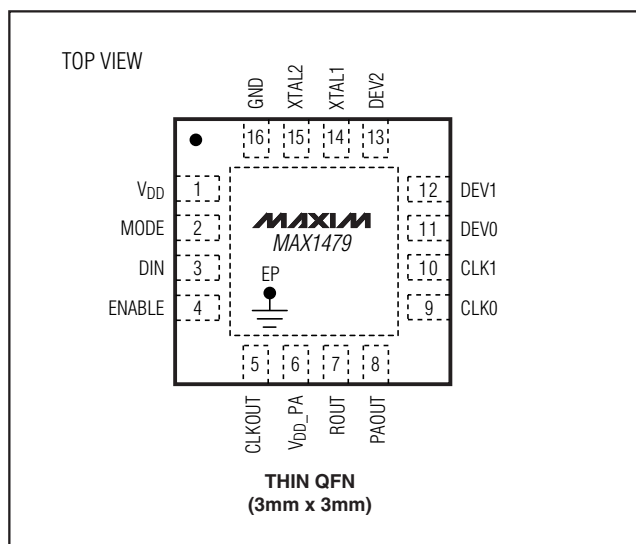 TOP VIEW
GND
XTAL2
XTAL1
DEV2
16
15
14
13
VDD
1
12
DEV1
MODE
2
MAXIM
11
DEV0
MAX1479
DIN
3
10
CLK1
EP
ENABLE
4
9
CLK0
5
6
7
8
CLKOUT
VDD_PA
ROUT
PAOUT
THIN QFN
(3mm x 3mm)